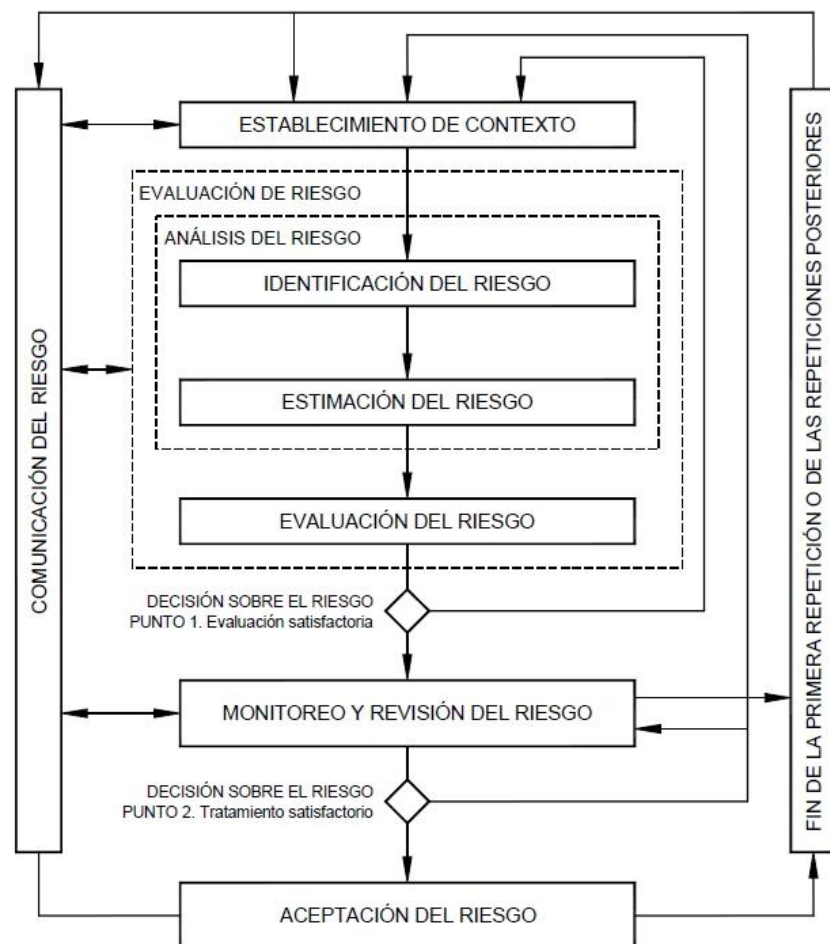 ESTABLECIMIENTO DE CONTEXTO
EVALUACIÓN DE RIESGO
ANÁLISIS DEL RIESGO
IDENTIFICACIÓN DEL RIESGO
ESTIMACIÓN DEL RIESGO
EVALUACIÓN DEL RIESGO
DECISIÓN SOBRE EL RIESGO
PUNTO 1. Evaluación satisfactoria
MONITOREO Y REVISIÓN DEL RIESGO
DECISIÓN SOBRE EL RIESGO
PUNTO 2. Tratamiento satisfactorio
ACEPTACIÓN DEL RIESGO
COMUNICACIÓN DEL RIESGO
FIN DE LA PRIMERA REPETICIÓN O DE LAS REPETICIONES POSTERIORES